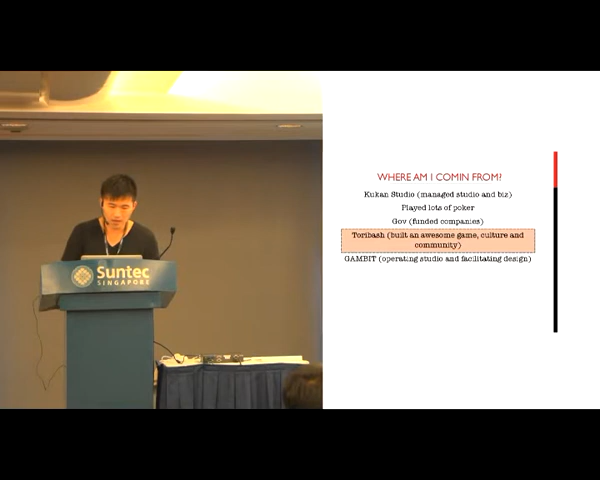 WHERE AM I COMIN FROM?
Kukan Studio (managed studio and biz)
Played lots of poker
Gov (funded companies)
Toribash (built an awesome game, culture and
community)
GAMBIT (operating studio and facilitating design)
Suntec
SINGAPORE